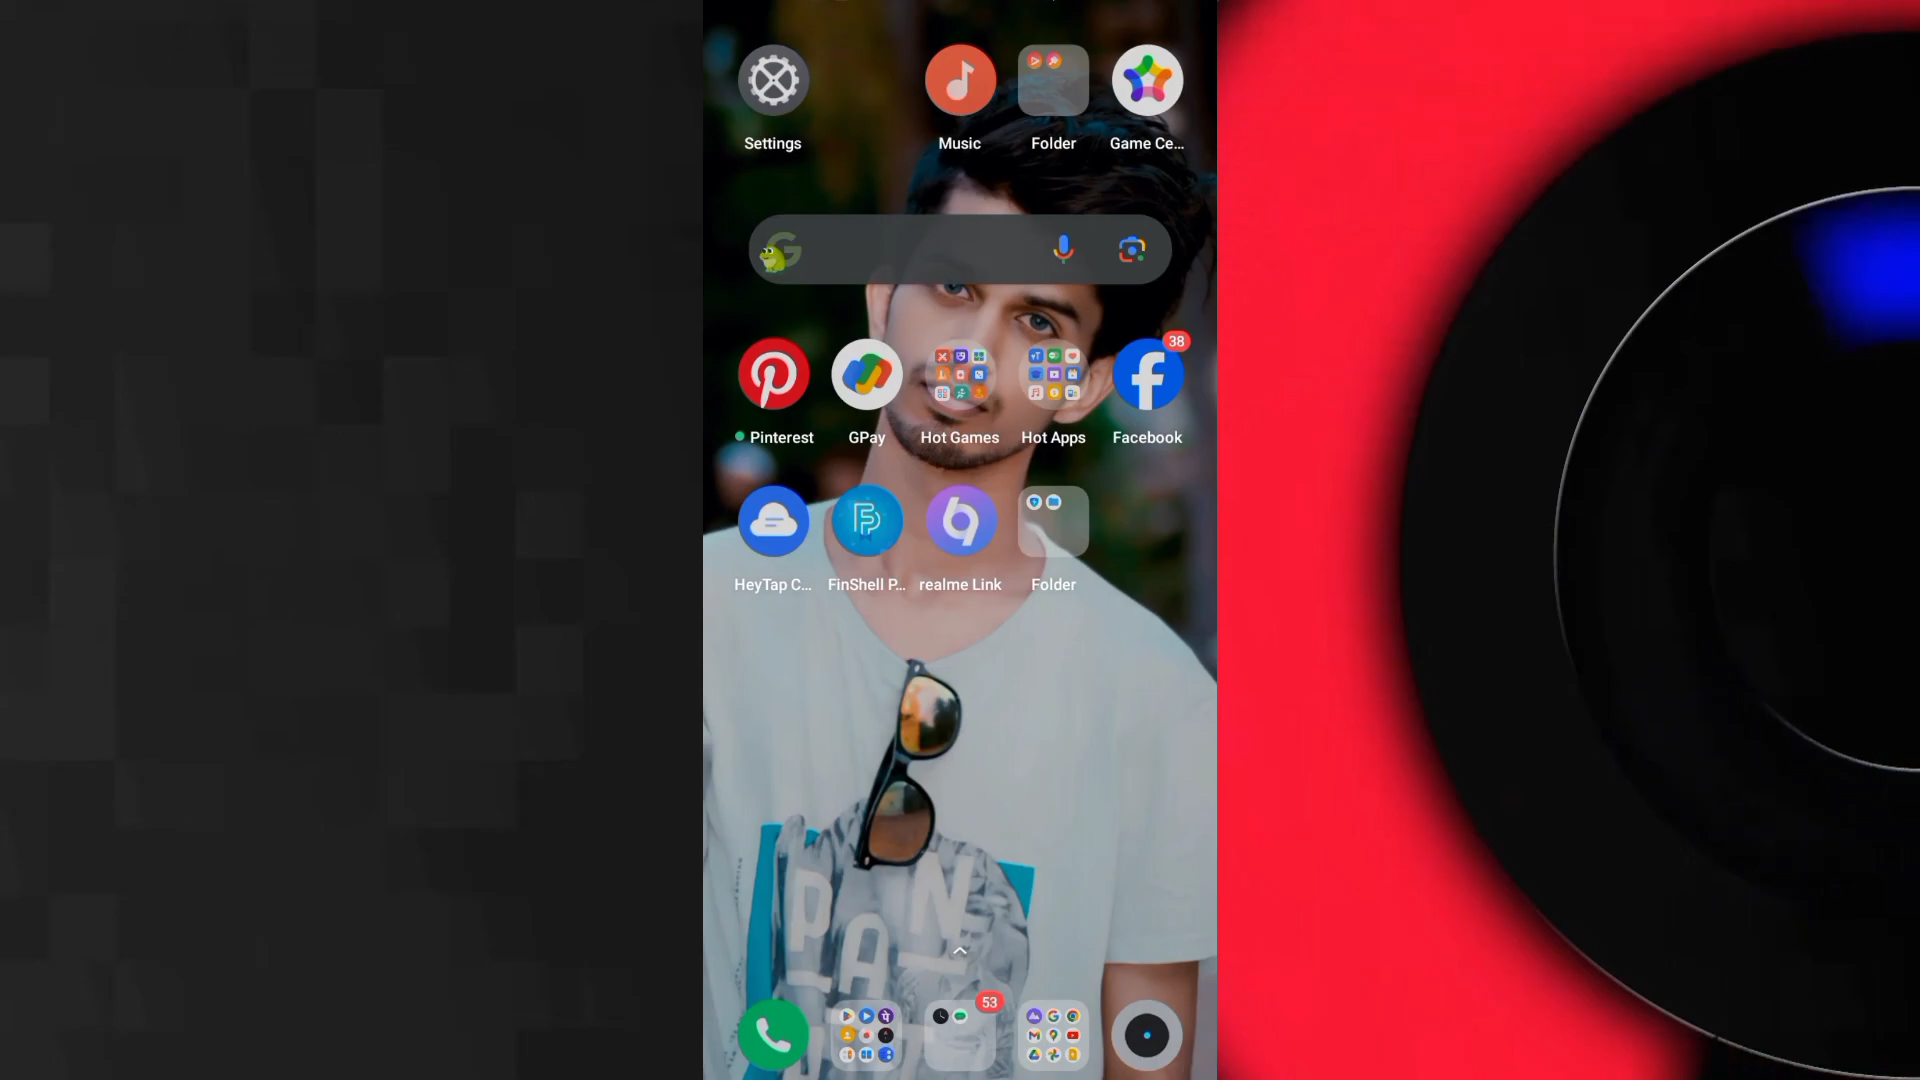 Settings
Music
Folder
Game Ce...
38
Pinterest
GPay
Hot Games
Hot Apps
Facebook
HeyTap C...
FinShell P...
realme Link
Folder
PAN
53